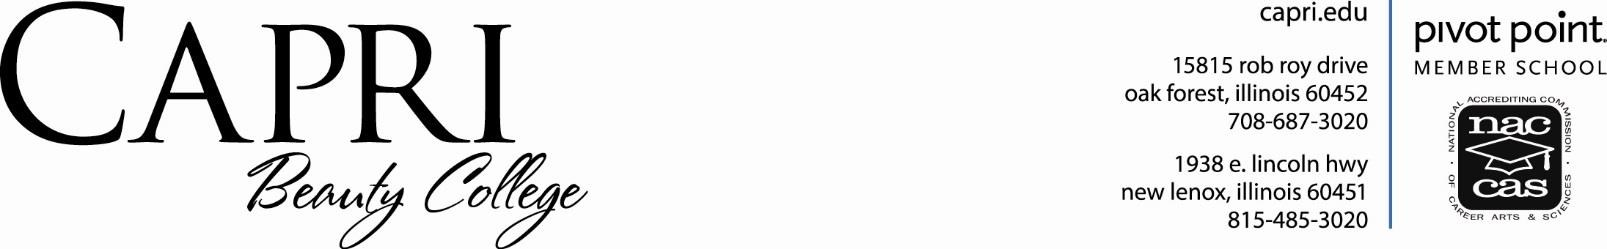 CAPRI
Beauty College
capri.edu
15815 rob roy drive
oak forest, illinois 60452
708-687-3020
1938 e. lincoln hwy
new lenox, illinois 60451
815-485-3020
pivot point.
MEMBER SCHOOL
NATIONAL ACCREDITING COMMISSION
nac
cas
OF CAREER ARTS & SCIENCES